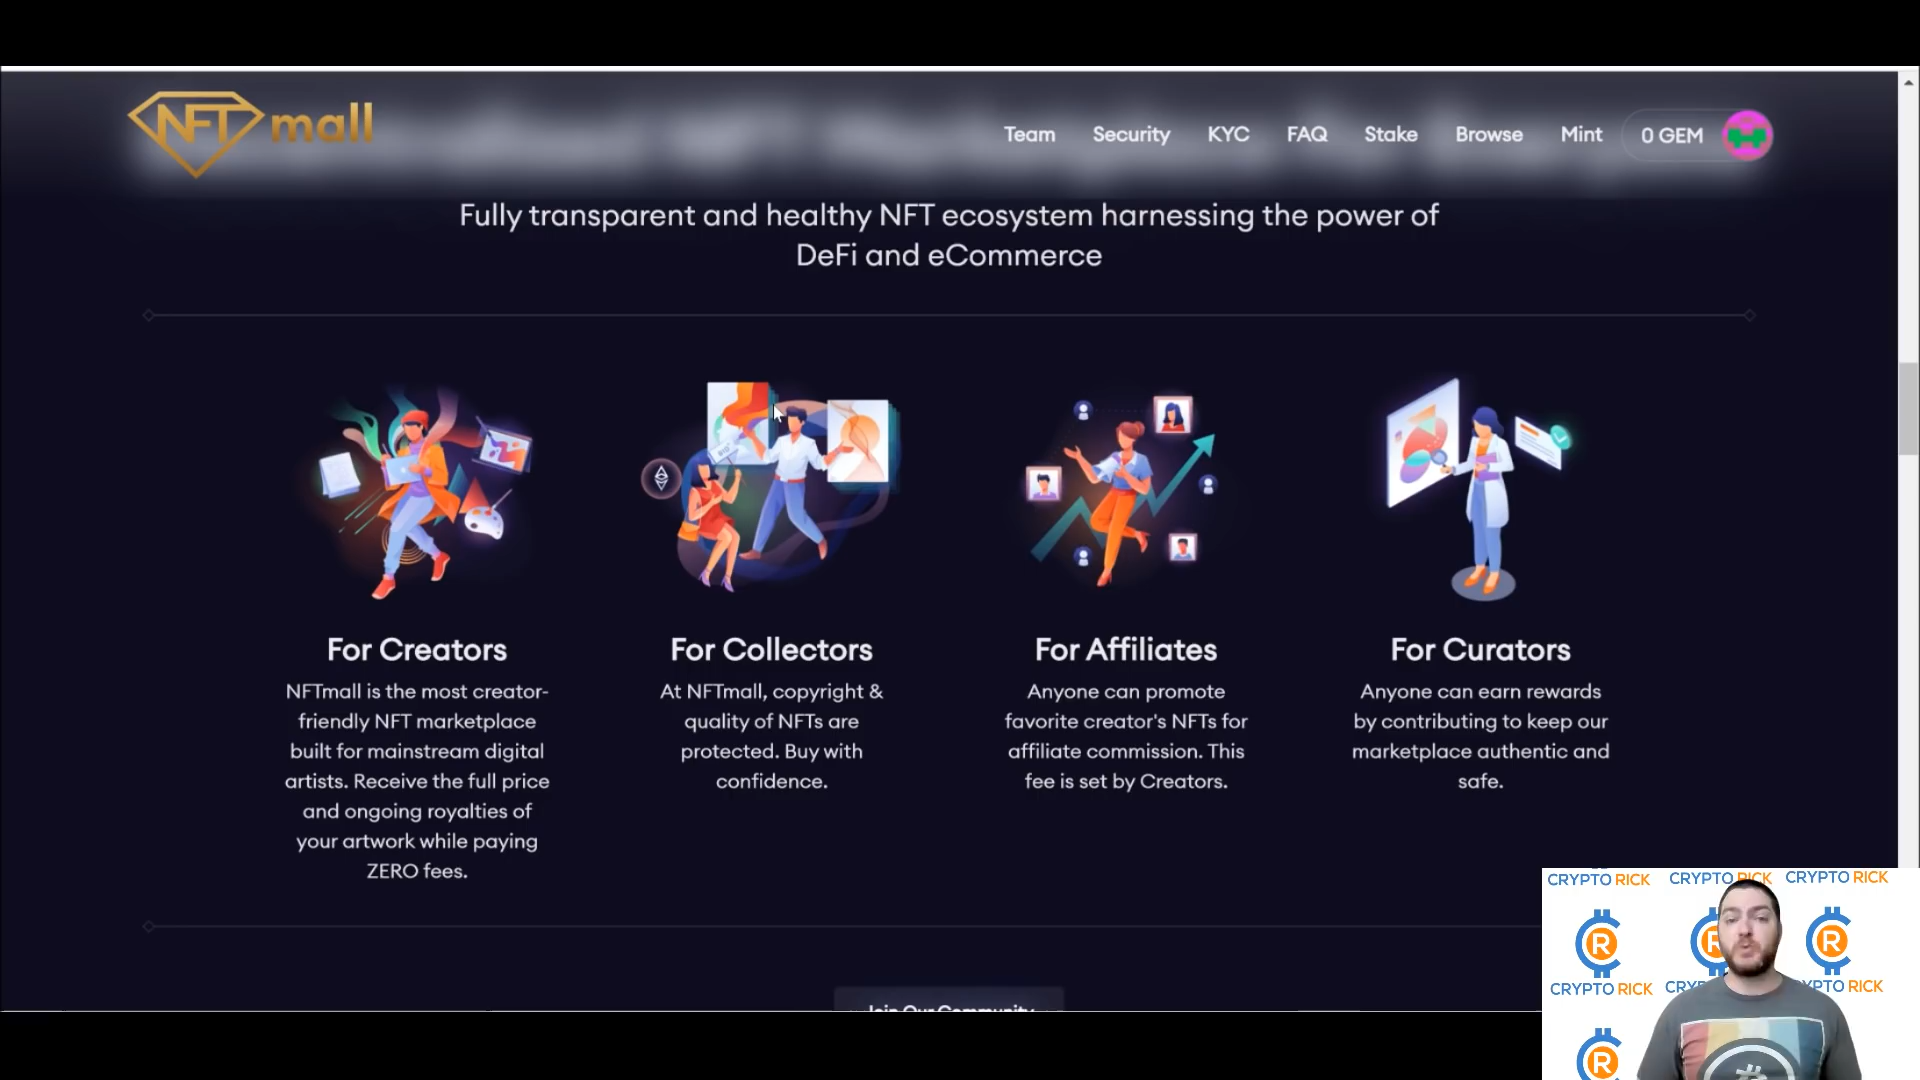 NFT mall
Team Security KYC FAQ Stake Browse Mint 0 GEM
Fully transparent and healthy NFT ecosystem harnessing the power of
DeFi and eCommerce
For Creators
NFTmall is the most creator-
friendly NFT marketplace
built for mainstream digital
artists. Receive the full price
and ongoing royalties of
your artwork while paying
ZERO fees.
For Collectors
At NFTmall, copyright &
quality of NFTs are
protected. Buy with
confidence.
For Affiliates
Anyone can promote
favorite creator's NFTs for
affiliate commission. This
fee is set by Creators.
For Curators
Anyone can earn rewards
by contributing to keep our
marketplace authentic and
safe.
Join Our Community
CRYPTO RICK CRYPTO RICK CRYPTO RICK
R R R
CRYPTO RICK CRYPTO RICK
R